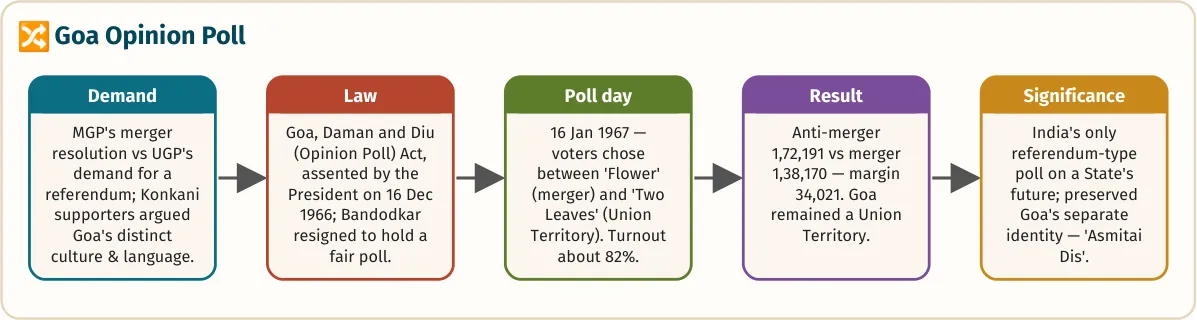 Goa Opinion Poll
Demand
MGP's merger
resolution vs UGP's
demand for a
referendum; Konkani
supporters argued
Goa's distinct
culture & language.
Law
Goa, Daman and Diu
(Opinion Poll) Act,
assented by the
President on 16 Dec
1966; Bandodkar
resigned to hold a
fair poll.
Poll day
16 Jan 1967 —
voters chose
between 'Flower'
(merger) and 'Two
Leaves' (Union
Territory). Turnout
about 82%.
Result
Anti-merger
1,72,191 vs merger
1,38,170 — margin
34,021. Goa
remained a Union
Territory.
Significance
India's only
referendum-type
poll on a State's
future; preserved
Goa's separate
identity — 'Asmitai
Dis'.